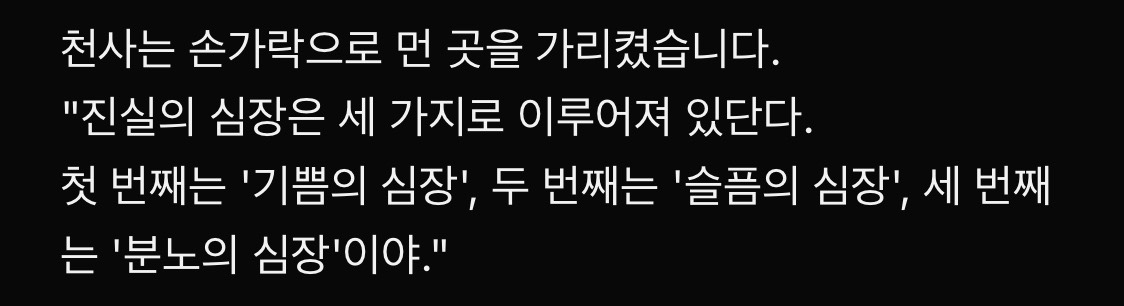 천사는 손가락으로 먼 곳을 가리켰습니다.
"진실의 심장은 세 가지로 이루어져 있단다.
첫 번째는 '기쁨의 심장', 두 번째는 '슬픔의 심장', 세 번째
는 '분노의 심장'이야."